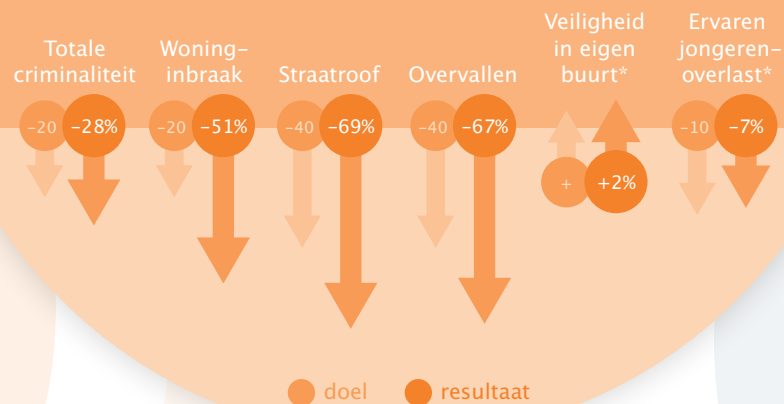 Totale
criminaliteit
Woning-
inbraak
Straatroof
Overvallen
Veiligheid
in eigen
buurt*
Ervaren
jongeren-
overlast*
-20 -28%
-20 -51%
-40 -69%
-40 -67%
+ +2%
-10 -7%
doel resultaat